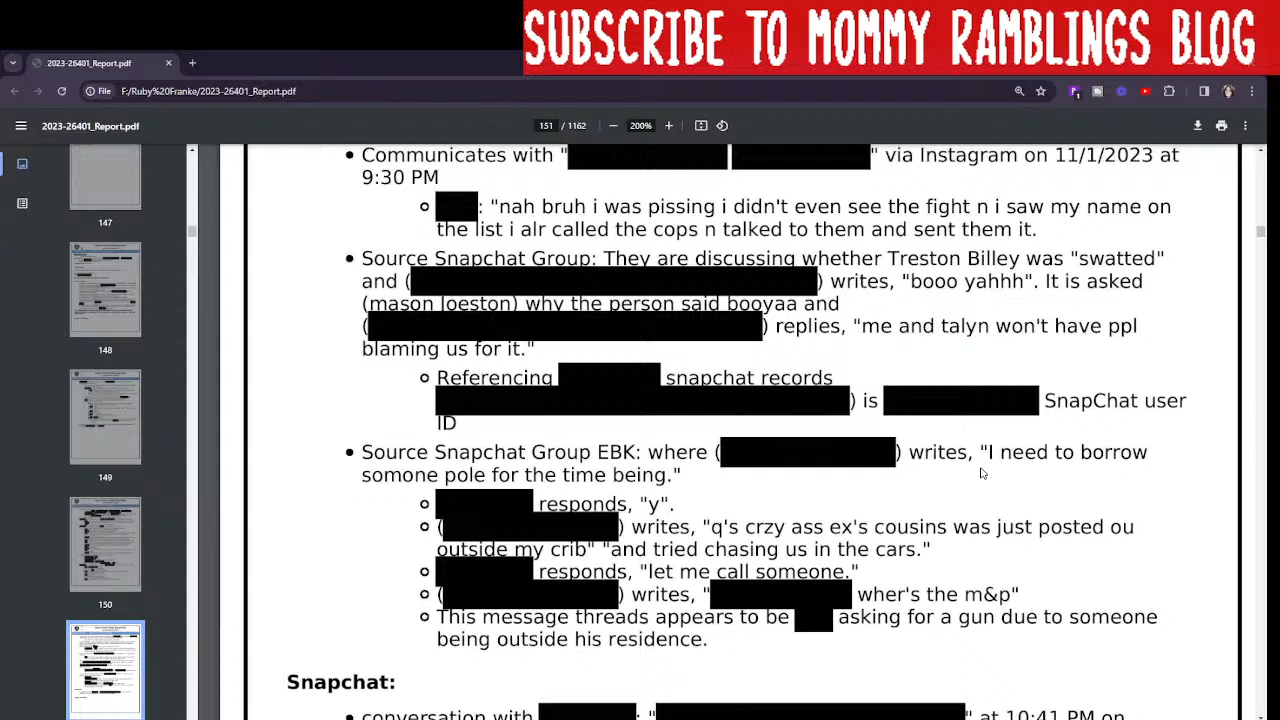 SUBSCRIBE TO MOMMY RAMBLINGS BLOG
2023-26401_Report.pdf
File F:/Ruby%20Franke/2023-26401_Report.pdf
2023-26401_Report.pdf 151 / 1162 200%
147
148
149
150
• Communicates with " " via Instagram on 11/1/2023 at
9:30 PM
: "nah bruh i was pissing i didn't even see the fight n i saw my name on
the list i alr called the cops n talked to them and sent them it.
• Source Snapchat Group: They are discussing whether Treston Billey was "swatted"
and ( ) writes, "booo yahhh". It is asked
(mason loeston) why the person said booyaa and
( ) replies, "me and talyn won't have ppl
blaming us for it."
Referencing snapchat records
) is SnapChat user
ID
• Source Snapchat Group EBK: where ( ) writes, "I need to borrow
somone pole for the time being."
responds, "y".
( ) writes, "q's crzy ass ex's cousins was just posted ou
outside my crib" "and tried chasing us in the cars."
responds, "let me call someone."
( ) writes, " wher's the m&p"
This message threads appears to be asking for a gun due to someone
being outside his residence.
Snapchat:
• conversation with : " " at 10:41 PM on